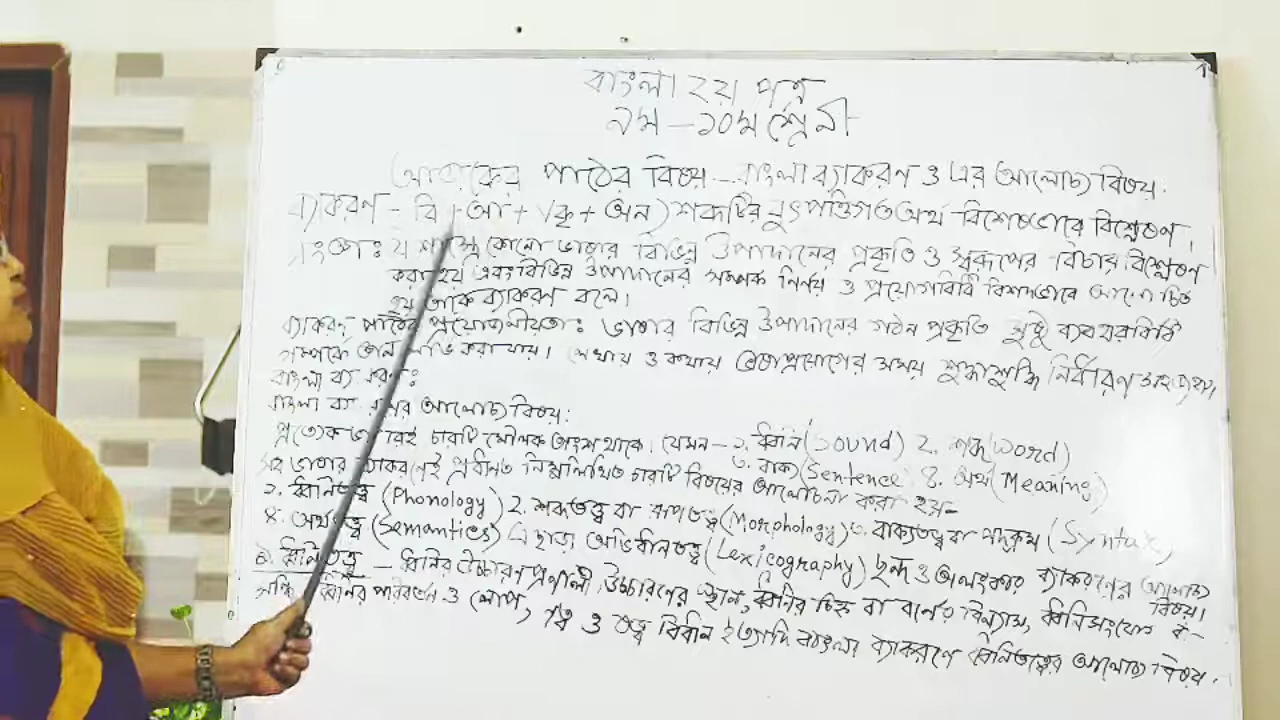 বাংলা ২য় পত্র
৯ম – ১০ম শ্রেনী
আজকের পাঠের বিষয় – বাংলা ব্যাকরণ ও এর আলোচ্য বিষয়.
ব্যাকরণ = বি + আ + √কৃ + অন) শব্দটির বুৎপত্তিগত অর্থ বিশেষভাবে বিশ্লেষণ।
সংজ্ঞাঃ যে শাস্ত্রে কোনো ভাষার বিভিন্ন উপাদানের প্রকৃতি ও স্বরূপের বিচার বিশ্লেষণ
করা হয় এবং বিভিন্ন উপাদানের সম্পর্ক নির্ণয় ও প্রয়োগবিধি বিশদভাবে আলোচিত
হয় তাকে ব্যাকরণ বলে।
ব্যাকরণ পাঠের প্রয়োজনীয়তাঃ ভাষার বিভিন্ন উপাদানের গঠন প্রকৃতি সুষ্টু ব্যবহারবিধি
সম্পর্কে জ্ঞান লাভ করা যায়। লেখায় ও কথায় ভাষা প্রয়োগের সময় শুদ্ধাশুদ্ধি নির্ধারণ
বাংলা ব্যাকরণঃ
বাংলা ব্যাকরণের আলোচ্য বিষয়:
প্রত্যেক ভাষারই চারটি মৌলিক অংশ থাকে। যেমন – ১. ধ্বনি (Sound) ২. শব্দ (Word)
৩. বাক্য (Sentence) ৪. অর্থ (Meaning)
সব ভাষার ব্যাকরণেই প্রধানত নিম্নলিখিত চারটি বিষয়ের আলোচনা করা হয়–
১. ধ্বনিতত্ত্ব (Phonology) ২. শব্দতত্ত্ব বা রূপতত্ত্ব (Morphology) ৩. বাক্যতত্ত্ব বা পদক্রম (Syntax)
৪. অর্থতত্ত্ব (Semantics) এ ছাড়া অভিধানতত্ত্ব (Lexicography) ছন্দ ও অলংকার ব্যাকরণের আলোচ্য
বিষয়।
ধ্বনিতত্ত্ব – ধ্বনির উচ্চারণ প্রণালী, উচ্চারণের স্থান, ধ্বনির চিহ্ন বা বর্ণের বিন্যাস, ধ্বনিসংযোগ বা–
সন্ধি, ধ্বনির পরিবর্তন ও লোপ, ণত্ব ও ষত্ব বিধান ইত্যাদি বাংলা ব্যাকরণে ধ্বনিতত্ত্বের আলোচ্য বিষয়.